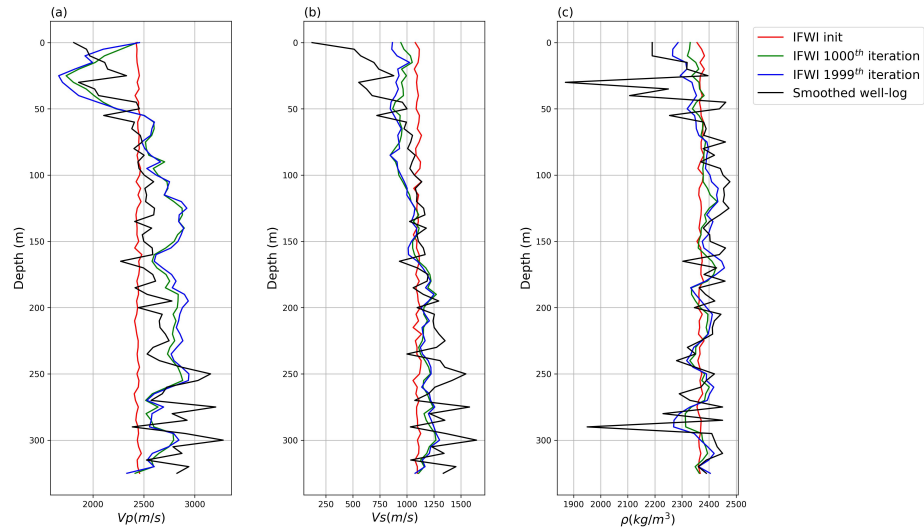 (a)
(b)
(c)
IFWI init
IFWI 1000th iteration
IFWI 1999th iteration
Smoothed well-log
0
50
100
150
200
250
300
Depth (m)
2000
2500
3000
Vp(m/s)
0
50
100
150
200
250
300
Depth (m)
250
500
750
1000
1250
1500
Vs(m/s)
0
50
100
150
200
250
300
Depth (m)
1900
2000
2100
2200
2300
2400
2500
ρ(kg/m³)